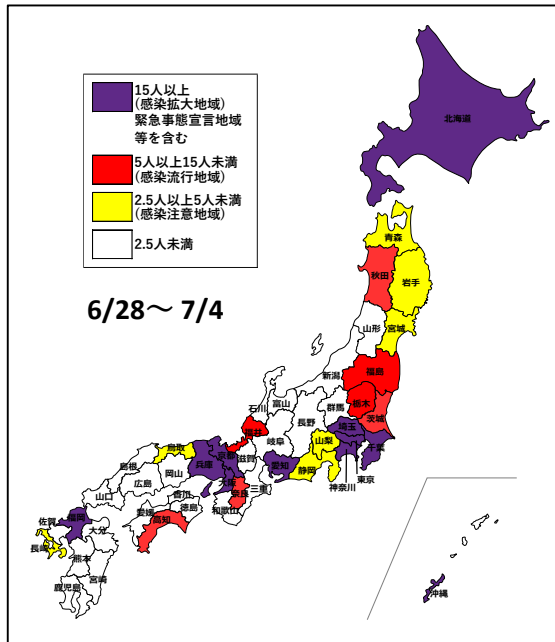 15人以上
(感染拡大地域)
緊急事態宣言地域
等を含む
5人以上15人未満
(感染流行地域)
2.5人以上5人未満
(感染注意地域)
2.5人未満
6/28～ 7/4
北海道
青森
秋田
岩手
山形
宮城
新潟
福島
石川
富山
群馬
栃木
長野
茨城
福井
岐阜
埼玉
山梨
千葉
鳥取
京都
滋賀
愛知
静岡
東京
神奈川
島根
岡山
兵庫
大阪
奈良
三重
広島
山口
香川
徳島
和歌山
愛媛
高知
佐賀
福岡
大分
長崎
熊本
宮崎
鹿児島
沖縄